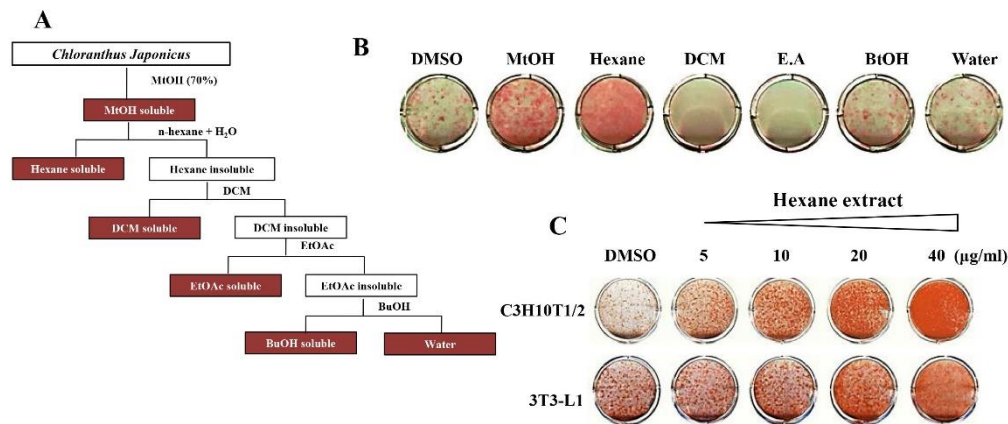 A
Chloranthus Japonicus
MtOH (70%)
MtOH soluble
n-hexane + H₂O
Hexane soluble
Hexane insoluble
DCM
DCM soluble
DCM insoluble
EtOAc
EtOAc soluble
EtOAc insoluble
BuOH
BuOH soluble
Water
B
DMSO MtOH Hexane DCM E.A BtOH Water
C
Hexane extract
DMSO 5 10 20 40 (μg/ml)
C3H10T1/2
3T3-L1